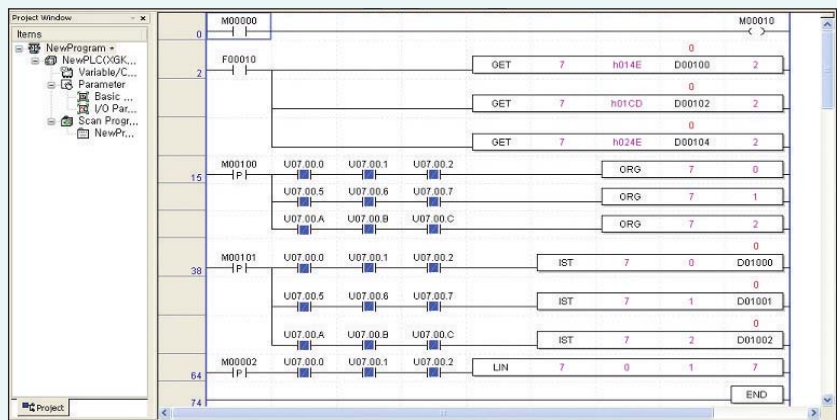 Project Window
Items
NewProgram *
NewPLC(XGK,...
Variable/C...
Parameter
Basic ...
I/O Par...
Scan Progr...
NewPr...
Project
M00000 M00010
0
F00010 0
2 GET 7 h014E D00100 2
0
GET 7 h01CD D00102 2
0
GET 7 h024E D00104 2
M00100 U07.00.0 U07.00.1 U07.00.2
15 P ORG 7 0
U07.00.5 U07.00.6 U07.00.7
ORG 7 1
U07.00.A U07.00.B U07.00.C
ORG 7 2
M00101 U07.00.0 U07.00.1 U07.00.2 0
38 P IST 7 0 D01000
U07.00.5 U07.00.6 U07.00.7 0
IST 7 1 D01001
U07.00.A U07.00.B U07.00.C 0
IST 7 2 D01002
M00002 U07.00.0 U07.00.1 U07.00.2
64 P LIN 7 0 1 7
74 END